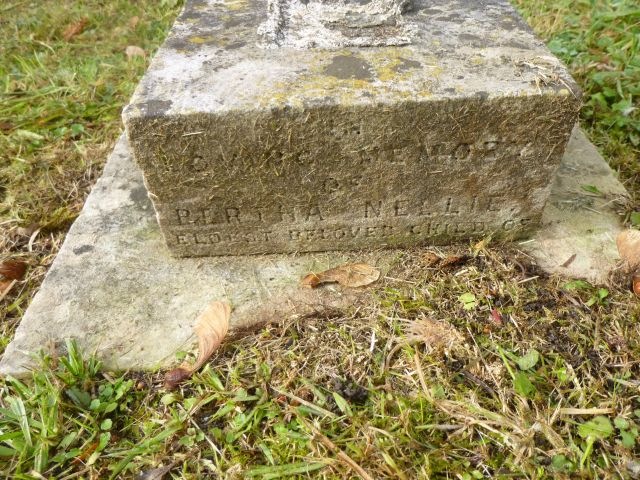 IN
LOVING MEMORY
OF
BERTHA NELLIE
ELDEST BELOVED CHILD OF